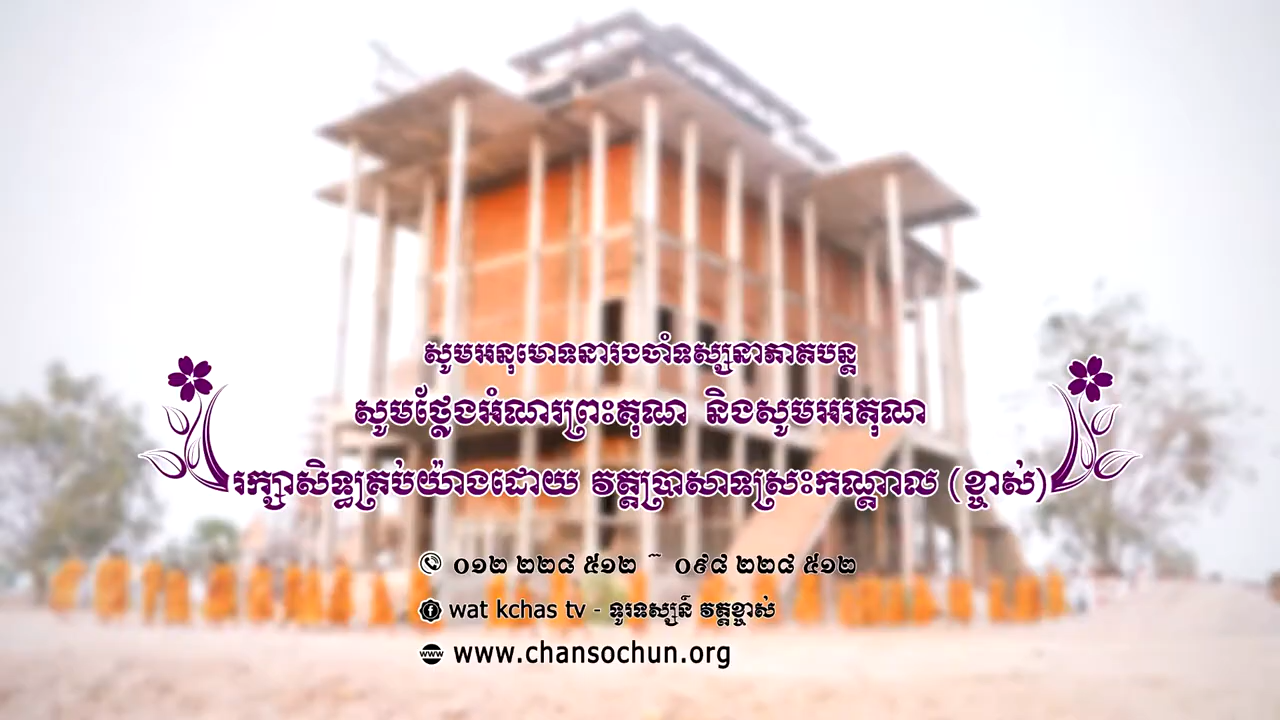 សូមអនុមោទនារងចាំទស្សនាភាគបន្ត
សូមថ្លែងអំណរព្រះគុណ និងសូមអរគុណ
រក្សាសិទ្ធគ្រប់យ៉ាងដោយ វត្តប្រាសាទស្រះកណ្តាល (ខ្ចាស់)
០១២ ២២៨ ៥១២ ~ ០៩៨ ២២៨ ៥១២
wat kchas tv - ទូរទស្សន៍ វត្តខ្ចាស់
www.chansochun.org